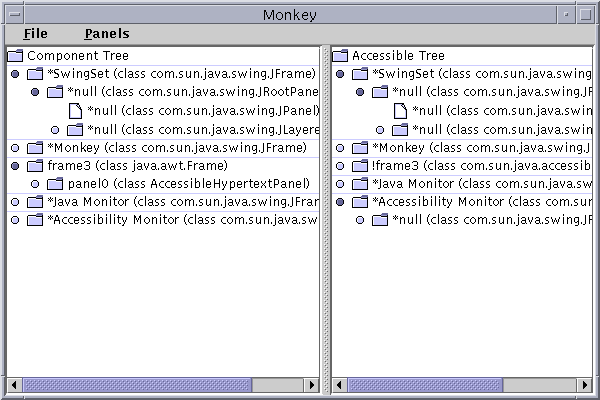 Monkey
File Panels
Component Tree
*SwingSet (class com.sun.java.swing.JFrame)
*null (class com.sun.java.swing.JRootPane
*null (class com.sun.java.swing.JPanel)
*null (class com.sun.java.swing.JLayere
*Monkey (class com.sun.java.swing.JFrame)
frame3 (class java.awt.Frame)
panel0 (class AccessibleHypertextPanel)
*Java Monitor (class com.sun.java.swing.JFrar
*Accessibility Monitor (class com.sun.java.sw
Accessible Tree
*SwingSet (class com.sun.java.swing
*null (class com.sun.java.swing.JF
*null (class com.sun.java.swin
*null (class com.sun.java.swin
*Monkey (class com.sun.java.swing.J
!frame3 (class com.sun.java.accessib
*Java Monitor (class com.sun.java.sw
*Accessibility Monitor (class com.sur
*null (class com.sun.java.swing.JF